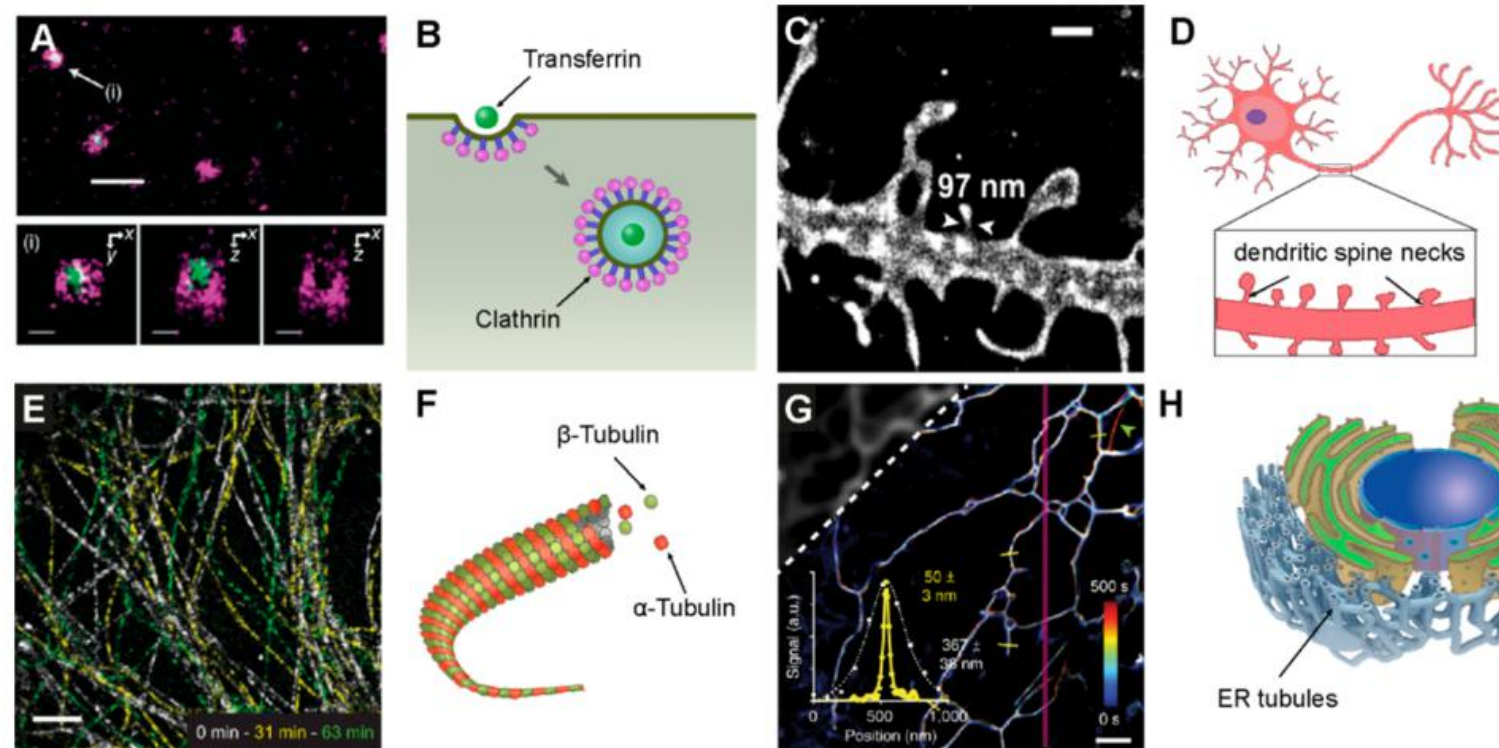 A
(i)
(i)
x
y
x
z
x
z
B
Transferrin
Clathrin
C
97 nm
D
dendritic spine necks
E
0 min - 31 min - 63 min
F
β-Tubulin
α-Tubulin
G
50 ±
3 nm
367 ±
38 nm
Signal (a.u.)
0
500
1,000
Position (nm)
500 s
0 s
H
ER tubules